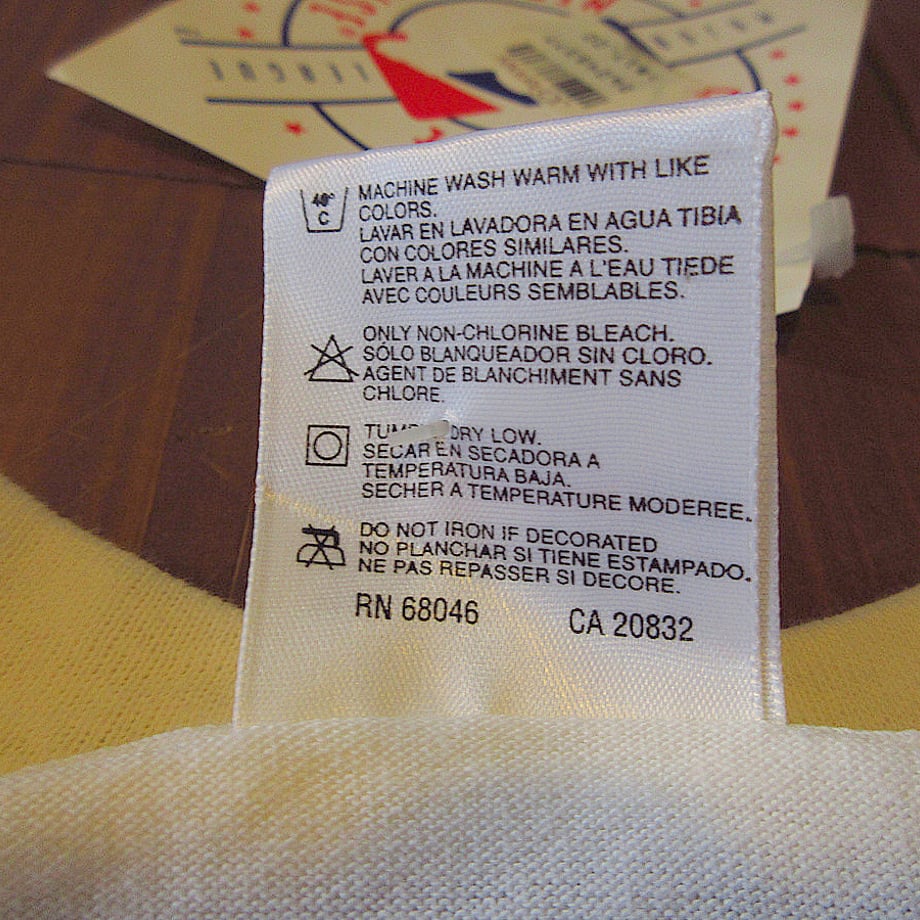 LEAGUE
40°
C
MACHINE WASH WARM WITH LIKE
COLORS.
LAVAR EN LAVADORA EN AGUA TIBIA
CON COLORES SIMILARES.
LAVER A LA MACHINE A L'EAU TIEDE
AVEC COULEURS SEMBLABLES.
ONLY NON-CHLORINE BLEACH.
SÓLO BLANQUEADOR SIN CLORO.
AGENT DE BLANCHIMENT SANS
CHLORE.
DRY LOW.
SECAR EN SECADORA A
TEMPERATURA BAJA.
SECHER A TEMPERATURE MODEREE.
DO NOT IRON IF DECORATED
NO PLANCHAR SI TIENE ESTAMPADO.
NE PAS REPASSER SI DECORE.
RN 68046 CA 20832